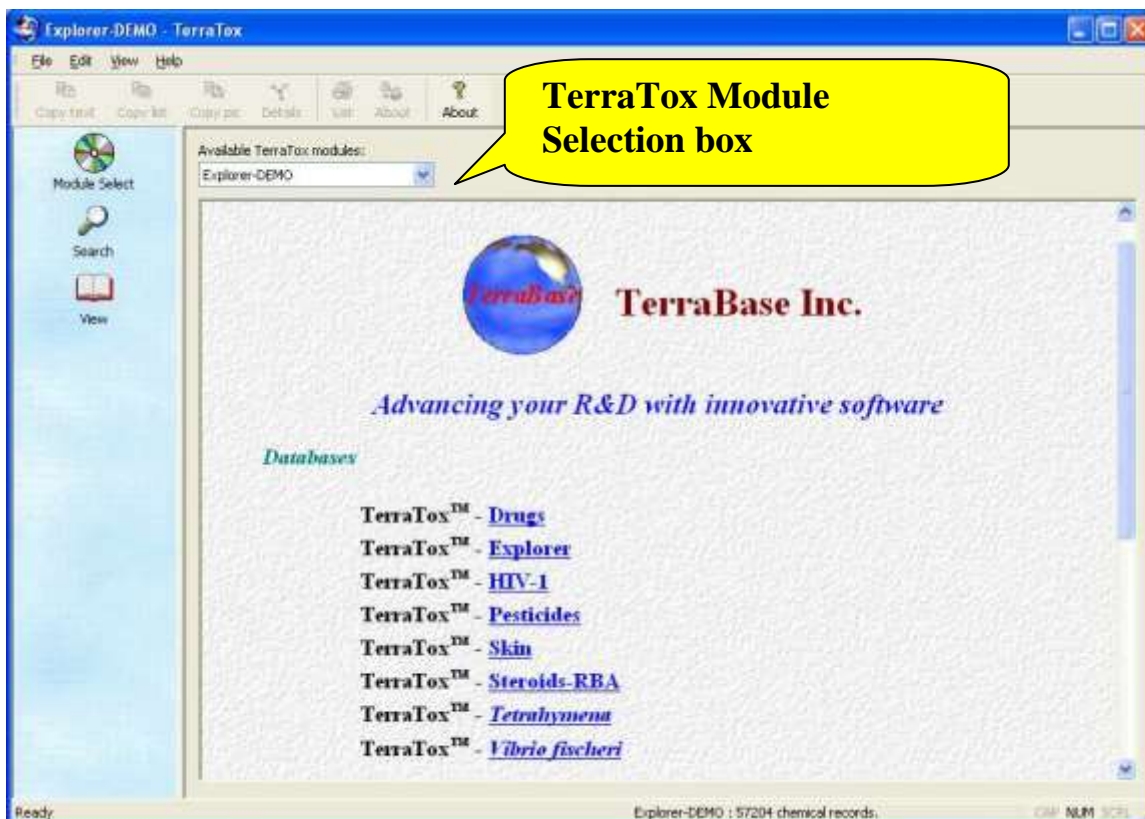 Explorer-DEMO - TerraTox
File Edit View Help
Copy text Copy list Copy pic Details List About About
TerraTox Module
Selection box
Module Select
Search
View
Available TerraTox modules:
Explorer-DEMO
TerraBase
TerraBase Inc.
Advancing your R&D with innovative software
Databases
TerraTox™ - Drugs
TerraTox™ - Explorer
TerraTox™ - HIV-1
TerraTox™ - Pesticides
TerraTox™ - Skin
TerraTox™ - Steroids-RBA
TerraTox™ - Tetrahymena
TerraTox™ - Vibrio fischeri
Ready
Explorer-DEMO : 57204 chemical records.
CAP NUM SCRL